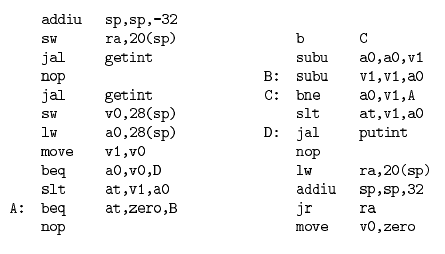 addiu sp,sp,-32
sw ra,20(sp)
jal getint
nop
jal getint
sw v0,28(sp)
lw a0,28(sp)
move v1,v0
beq a0,v0,D
slt at,v1,a0
A: beq at,zero,B
nop
b C
subu a0,a0,v1
B: subu v1,v1,a0
C: bne a0,v1,A
slt at,v1,a0
D: jal putint
nop
lw ra,20(sp)
addiu sp,sp,32
jr ra
move v0,zero